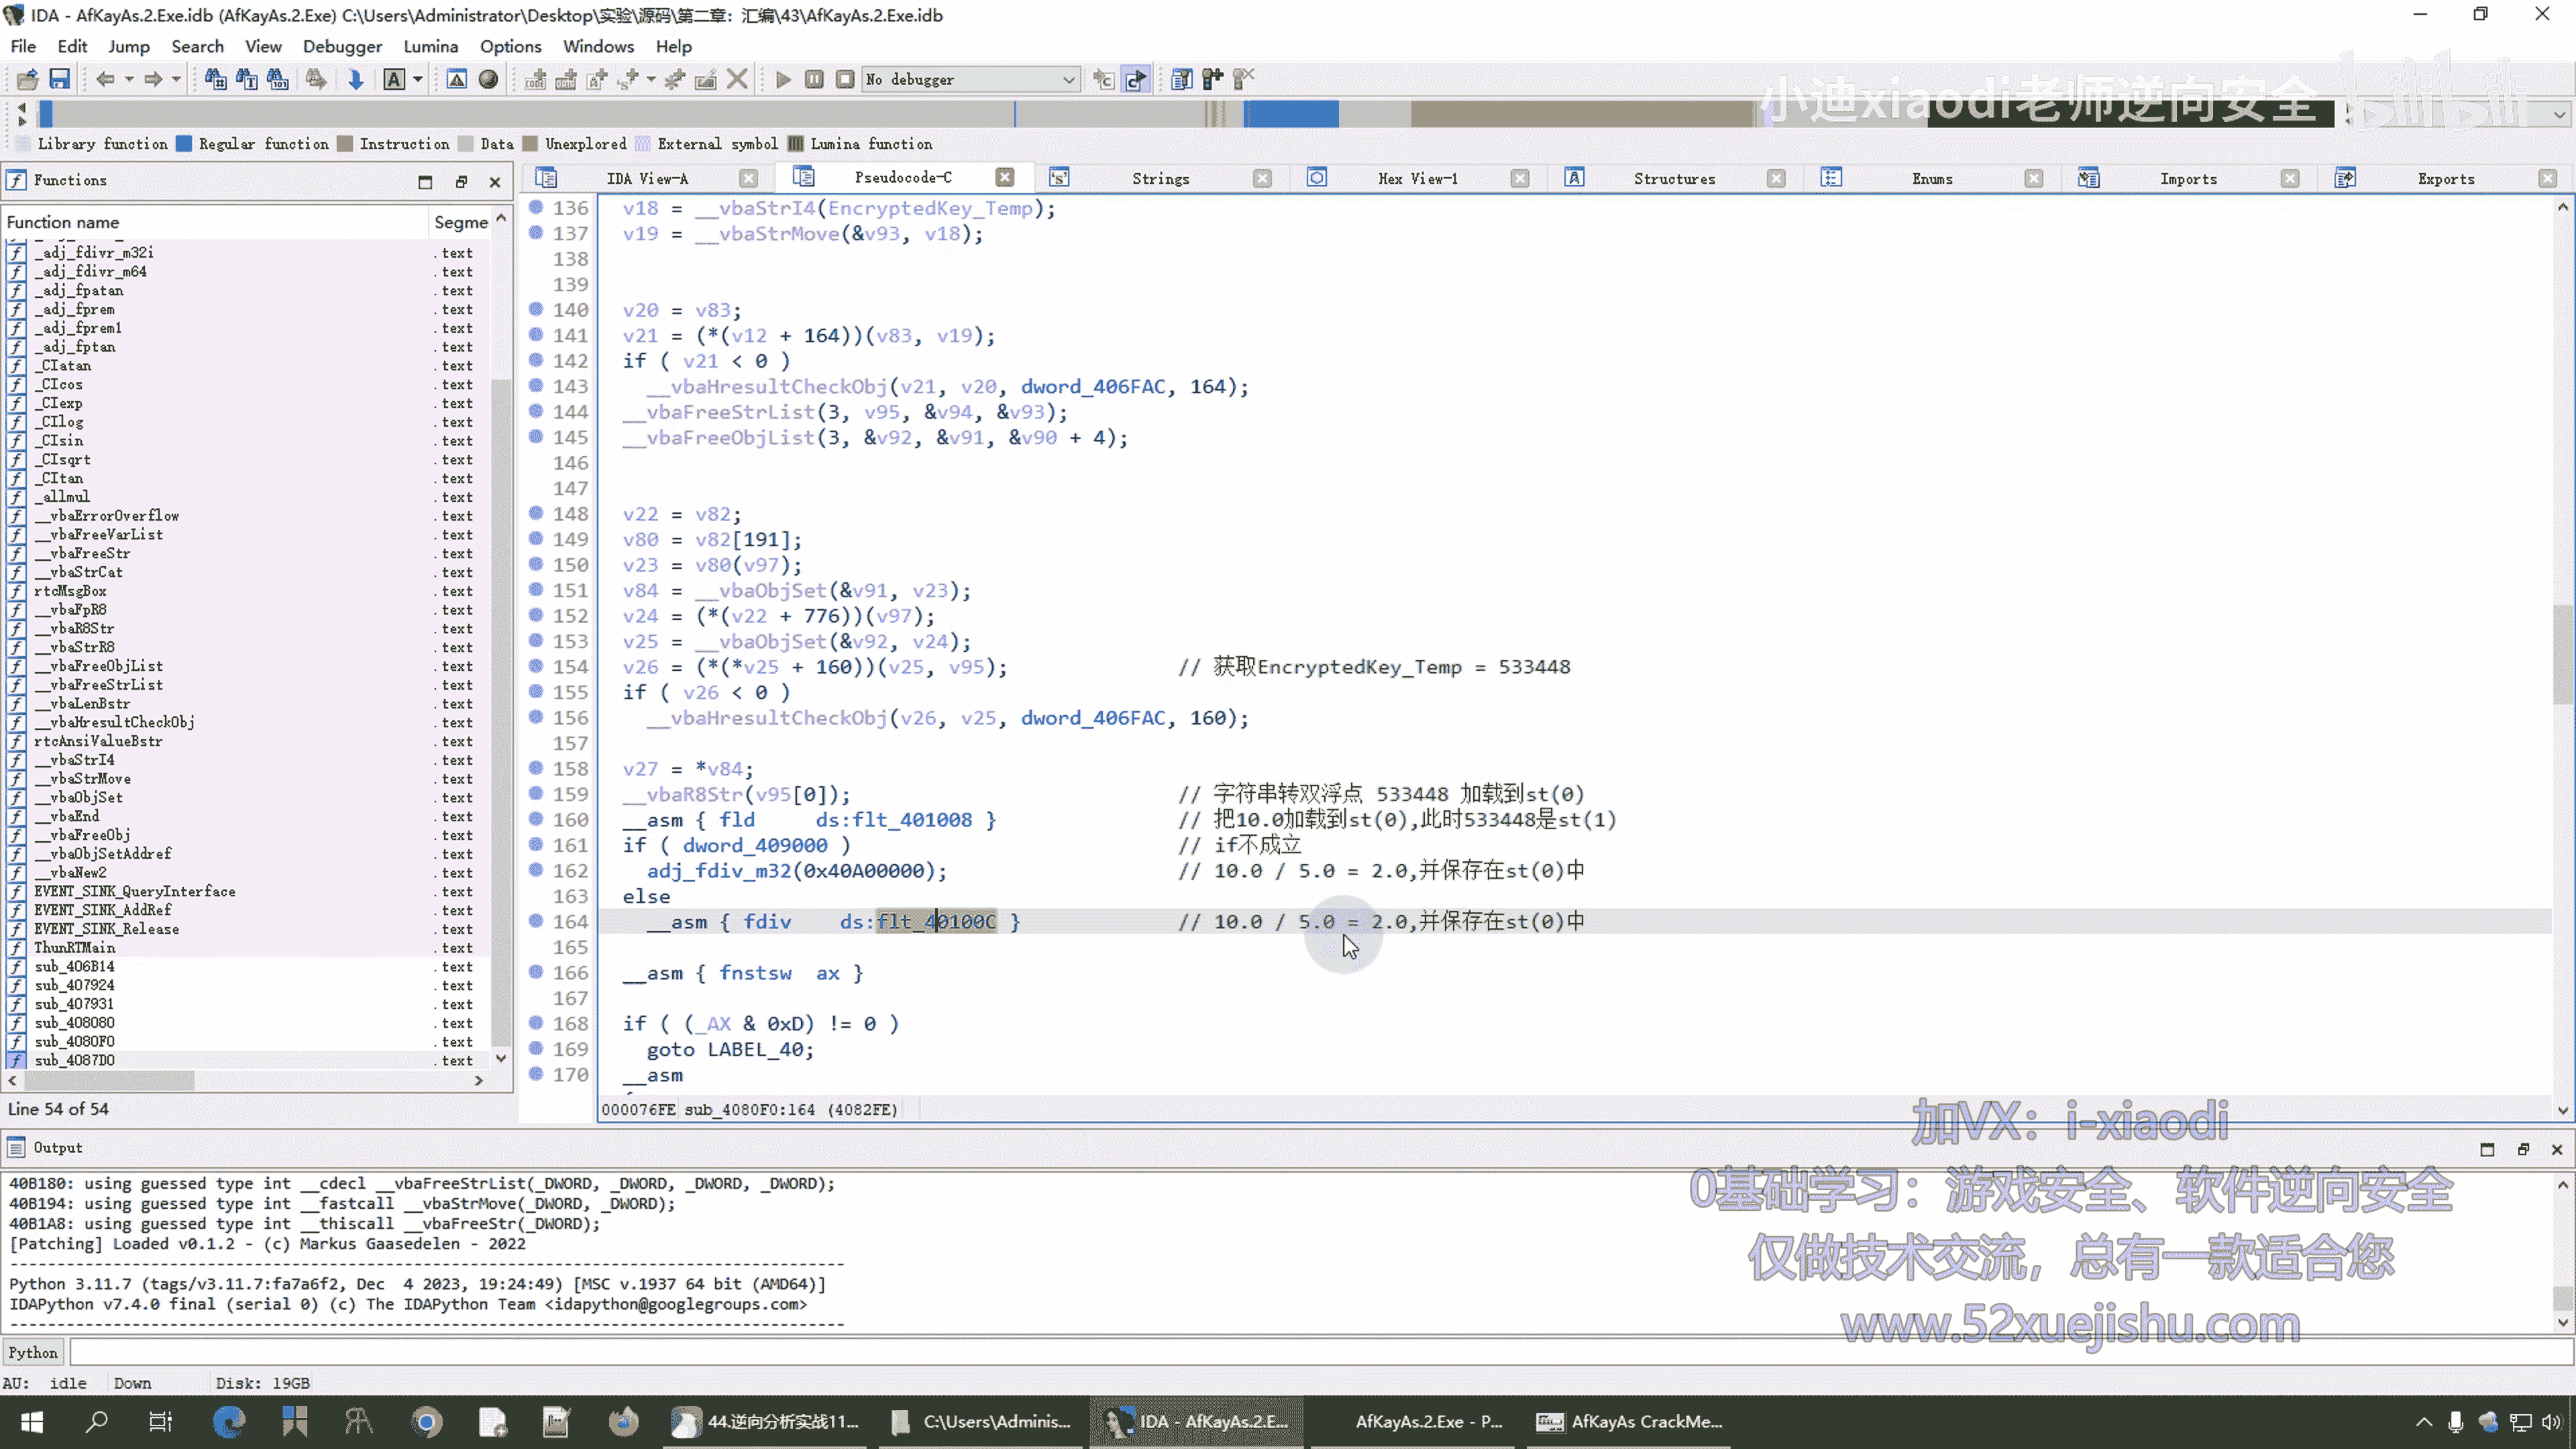 IDA - AfKayAs.2.Exe.idb (AfKayAs.2.Exe) C:\Users\Administrator\Desktop\实验\源码\第二章：汇编\43\AfKayAs.2.Exe.idb
File Edit Jump Search View Debugger Lumina Options Windows Help
No debugger
小迪xiaodi老师逆向安全 bilibili
Library function Regular function Instruction Data Unexplored External symbol Lumina function
Functions
IDA View-A Pseudocode-C Strings Hex View-1 Structures Enums Imports Exports
Function name Segme
_adj_fdivr_m32i .text
_adj_fdivr_m64 .text
_adj_fpatan .text
_adj_fprem .text
_adj_fprem1 .text
_adj_fptan .text
_CIatan .text
_CIcos .text
_CIexp .text
_CIlog .text
_CIsin .text
_CIsqrt .text
_CItan .text
_allmul .text
__vbaErrorOverflow .text
__vbaFreeVarList .text
__vbaFreeStr .text
__vbaStrCat .text
rtcMsgBox .text
__vbaFpR8 .text
__vbaR8Str .text
__vbaStrR8 .text
__vbaFreeObjList .text
__vbaFreeStrList .text
__vbaLenBstr .text
__vbaHresultCheckObj .text
rtcAnsiValueBstr .text
__vbaStrI4 .text
__vbaStrMove .text
__vbaObjSet .text
__vbaEnd .text
__vbaFreeObj .text
__vbaObjSetAddref .text
__vbaNew2 .text
EVENT_SINK_QueryInterface .text
EVENT_SINK_AddRef .text
EVENT_SINK_Release .text
ThunRTMain .text
sub_406B14 .text
sub_407924 .text
sub_407931 .text
sub_408080 .text
sub_4080F0 .text
sub_4087D0 .text
Line 54 of 54
136 v18 = __vbaStrI4(EncryptedKey_Temp);
137 v19 = __vbaStrMove(&v93, v18);
138
139
140 v20 = v83;
141 v21 = (*(v12 + 164))(v83, v19);
142 if ( v21 < 0 )
143 __vbaHresultCheckObj(v21, v20, dword_406FAC, 164);
144 __vbaFreeStrList(3, v95, &v94, &v93);
145 __vbaFreeObjList(3, &v92, &v91, &v90 + 4);
146
147
148 v22 = v82;
149 v80 = v82[191];
150 v23 = v80(v97);
151 v84 = __vbaObjSet(&v91, v23);
152 v24 = (*(v22 + 776))(v97);
153 v25 = __vbaObjSet(&v92, v24);
154 v26 = (*(*v25 + 160))(v25, v95); // 获取EncryptedKey_Temp = 533448
155 if ( v26 < 0 )
156 __vbaHresultCheckObj(v26, v25, dword_406FAC, 160);
157
158 v27 = *v84;
159 __vbaR8Str(v95[0]); // 字符串转双浮点 533448 加载到st(0)
160 __asm { fld ds:flt_401008 } // 把10.0加载到st(0),此时533448是st(1)
161 if ( dword_409000 ) // if不成立
162 adj_fdiv_m32(0x40A00000); // 10.0 / 5.0 = 2.0,并保存在st(0)中
163 else
164 __asm { fdiv ds:flt_40100C } // 10.0 / 5.0 = 2.0,并保存在st(0)中
165
166 __asm { fnstsw ax }
167
168 if ( (_AX & 0xD) != 0 )
169 goto LABEL_40;
170 __asm
000076FE sub_4080F0:164 (4082FE)
Output
40B180: using guessed type int __cdecl __vbaFreeStrList(_DWORD, _DWORD, _DWORD, _DWORD);
40B194: using guessed type int __fastcall __vbaStrMove(_DWORD, _DWORD);
40B1A8: using guessed type int __thiscall __vbaFreeStr(_DWORD);
[Patching] Loaded v0.1.2 - (c) Markus Gaasedelen - 2022
---------------------------------------------------------------------------------------------
Python 3.11.7 (tags/v3.11.7:fa7a6f2, Dec  4 2023, 19:24:49) [MSC v.1937 64 bit (AMD64)]
IDAPython v7.4.0 final (serial 0) (c) The IDAPython Team <idapython@googlegroups.com>
---------------------------------------------------------------------------------------------
Python
加VX：i-xiaodi
0基础学习：游戏安全、软件逆向安全
仅做技术交流，总有一款适合您
www.52xuejishu.com
AU: idle Down Disk: 19GB
44.逆向分析实战11... C:\Users\Adminis... IDA - AfKayAs.2.E... AfKayAs.2.Exe - P... AfKayAs CrackMe...